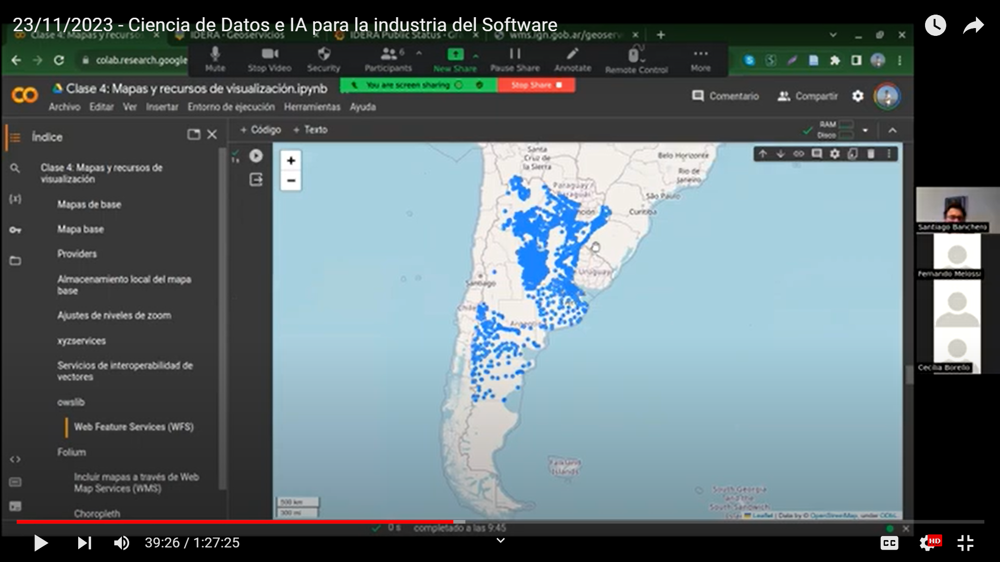 23/11/2023 - Ciencia de Datos e IA para la industria del Software
Clase 4: Mapas y recurso
IDERA - Geoservicios
IDERA Public Status - Gr
wms.ign.gob.ar/geoserv
colab.research.google
Mute
Stop Video
Security
6
Participants
New Share
Pause Share
Annotate
Remote Control
More
You are screen sharing
Stop Share
Clase 4: Mapas y recursos de visualización.ipynb
Archivo Editar Ver Insertar Entorno de ejecución Herramientas Ayuda
Comentario
Compartir
Índice
+ Código + Texto
RAM
Disco
Clase 4: Mapas y recursos de
visualización
Mapas de base
Mapa base
Providers
Almacenamiento local del mapa
base
Ajustes de niveles de zoom
xyzservices
Servicios de interoperabilidad de
vectores
owslib
Web Feature Services (WFS)
Folium
Incluir mapas a través de Web
Map Services (WMS)
Choropleth
1 s
+
−
Santa
Cruz de
la Sierra
Belo Horizonte
Rio de
Janeiro
Paraguay /
São Paulo
Curitiba
Uruguay
Santiago
Chile
Argentina
Falkland
Islands
South Georgia
and the
South Sandwich
500 km
300 mi
Leaflet | Data by © OpenStreetMap, under ODbL.
0 s completado a las 9:45
Santiago Banchero
Fernando Melossi
Cecilia Borello
39:26 / 1:27:25
CC
HD